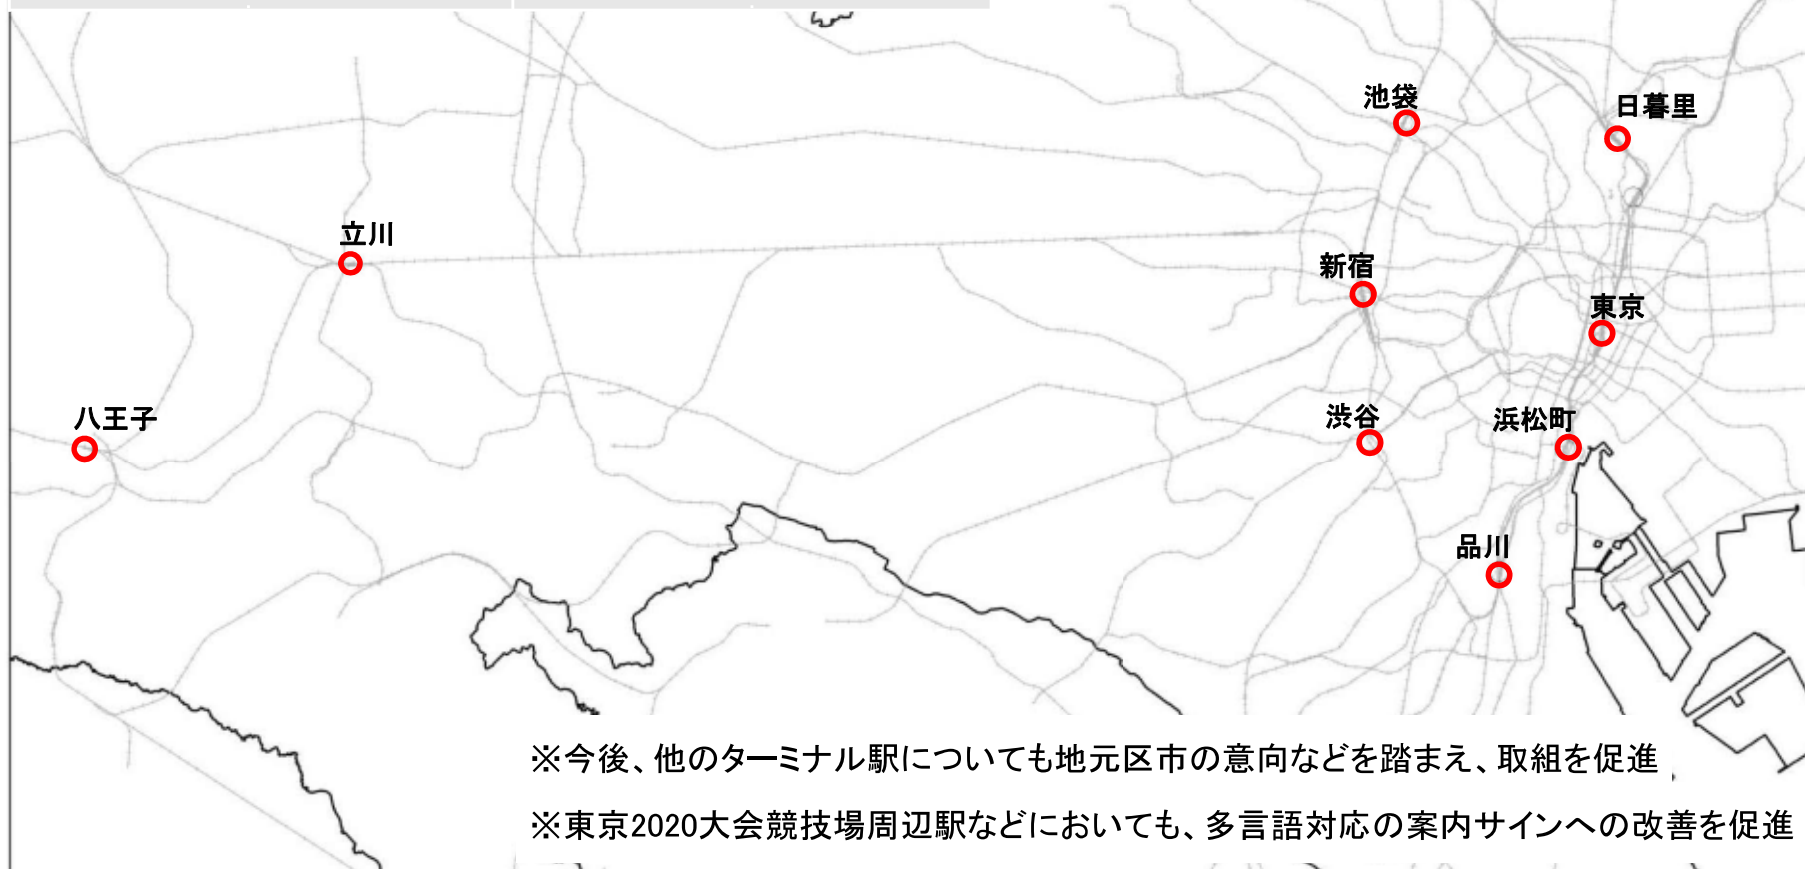 池袋
日暮里
立川
新宿
東京
八王子
渋谷
浜松町
品川
※今後、他のターミナル駅についても地元区市の意向などを踏まえ、取組を促進
※東京2020大会競技場周辺駅などにおいても、多言語対応の案内サインへの改善を促進